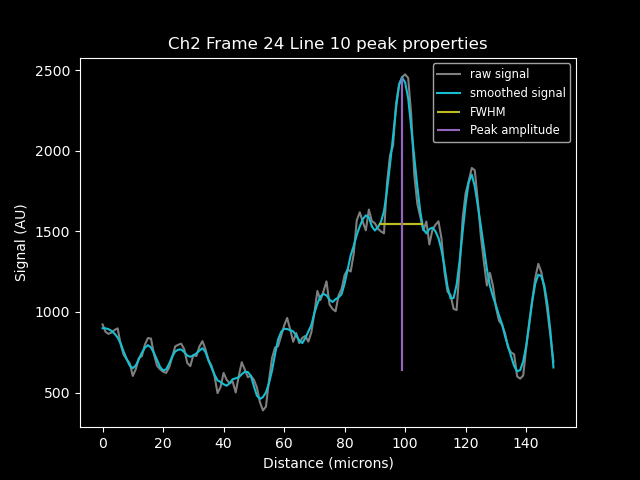 Ch2 Frame 24 Line 10 peak properties
raw signal
smoothed signal
FWHM
Peak amplitude
2500
2000
1500
1000
500
Signal (AU)
0 20 40 60 80 100 120 140
Distance (microns)